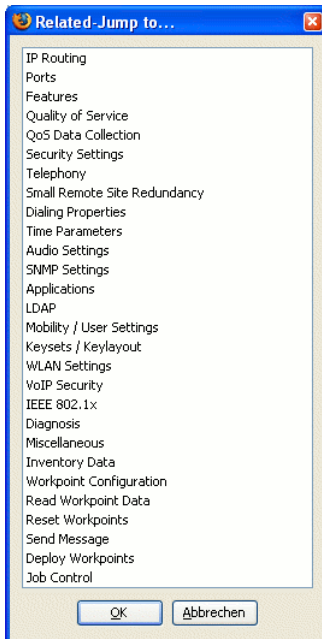 Related-Jump to...
IP Routing
Ports
Features
Quality of Service
QoS Data Collection
Security Settings
Telephony
Small Remote Site Redundancy
Dialing Properties
Time Parameters
Audio Settings
SNMP Settings
Applications
LDAP
Mobility / User Settings
Keysets / Keylayout
WLAN Settings
VoIP Security
IEEE 802.1x
Diagnosis
Miscellaneous
Inventory Data
Workpoint Configuration
Read Workpoint Data
Reset Workpoints
Send Message
Deploy Workpoints
Job Control
OK Abbrechen